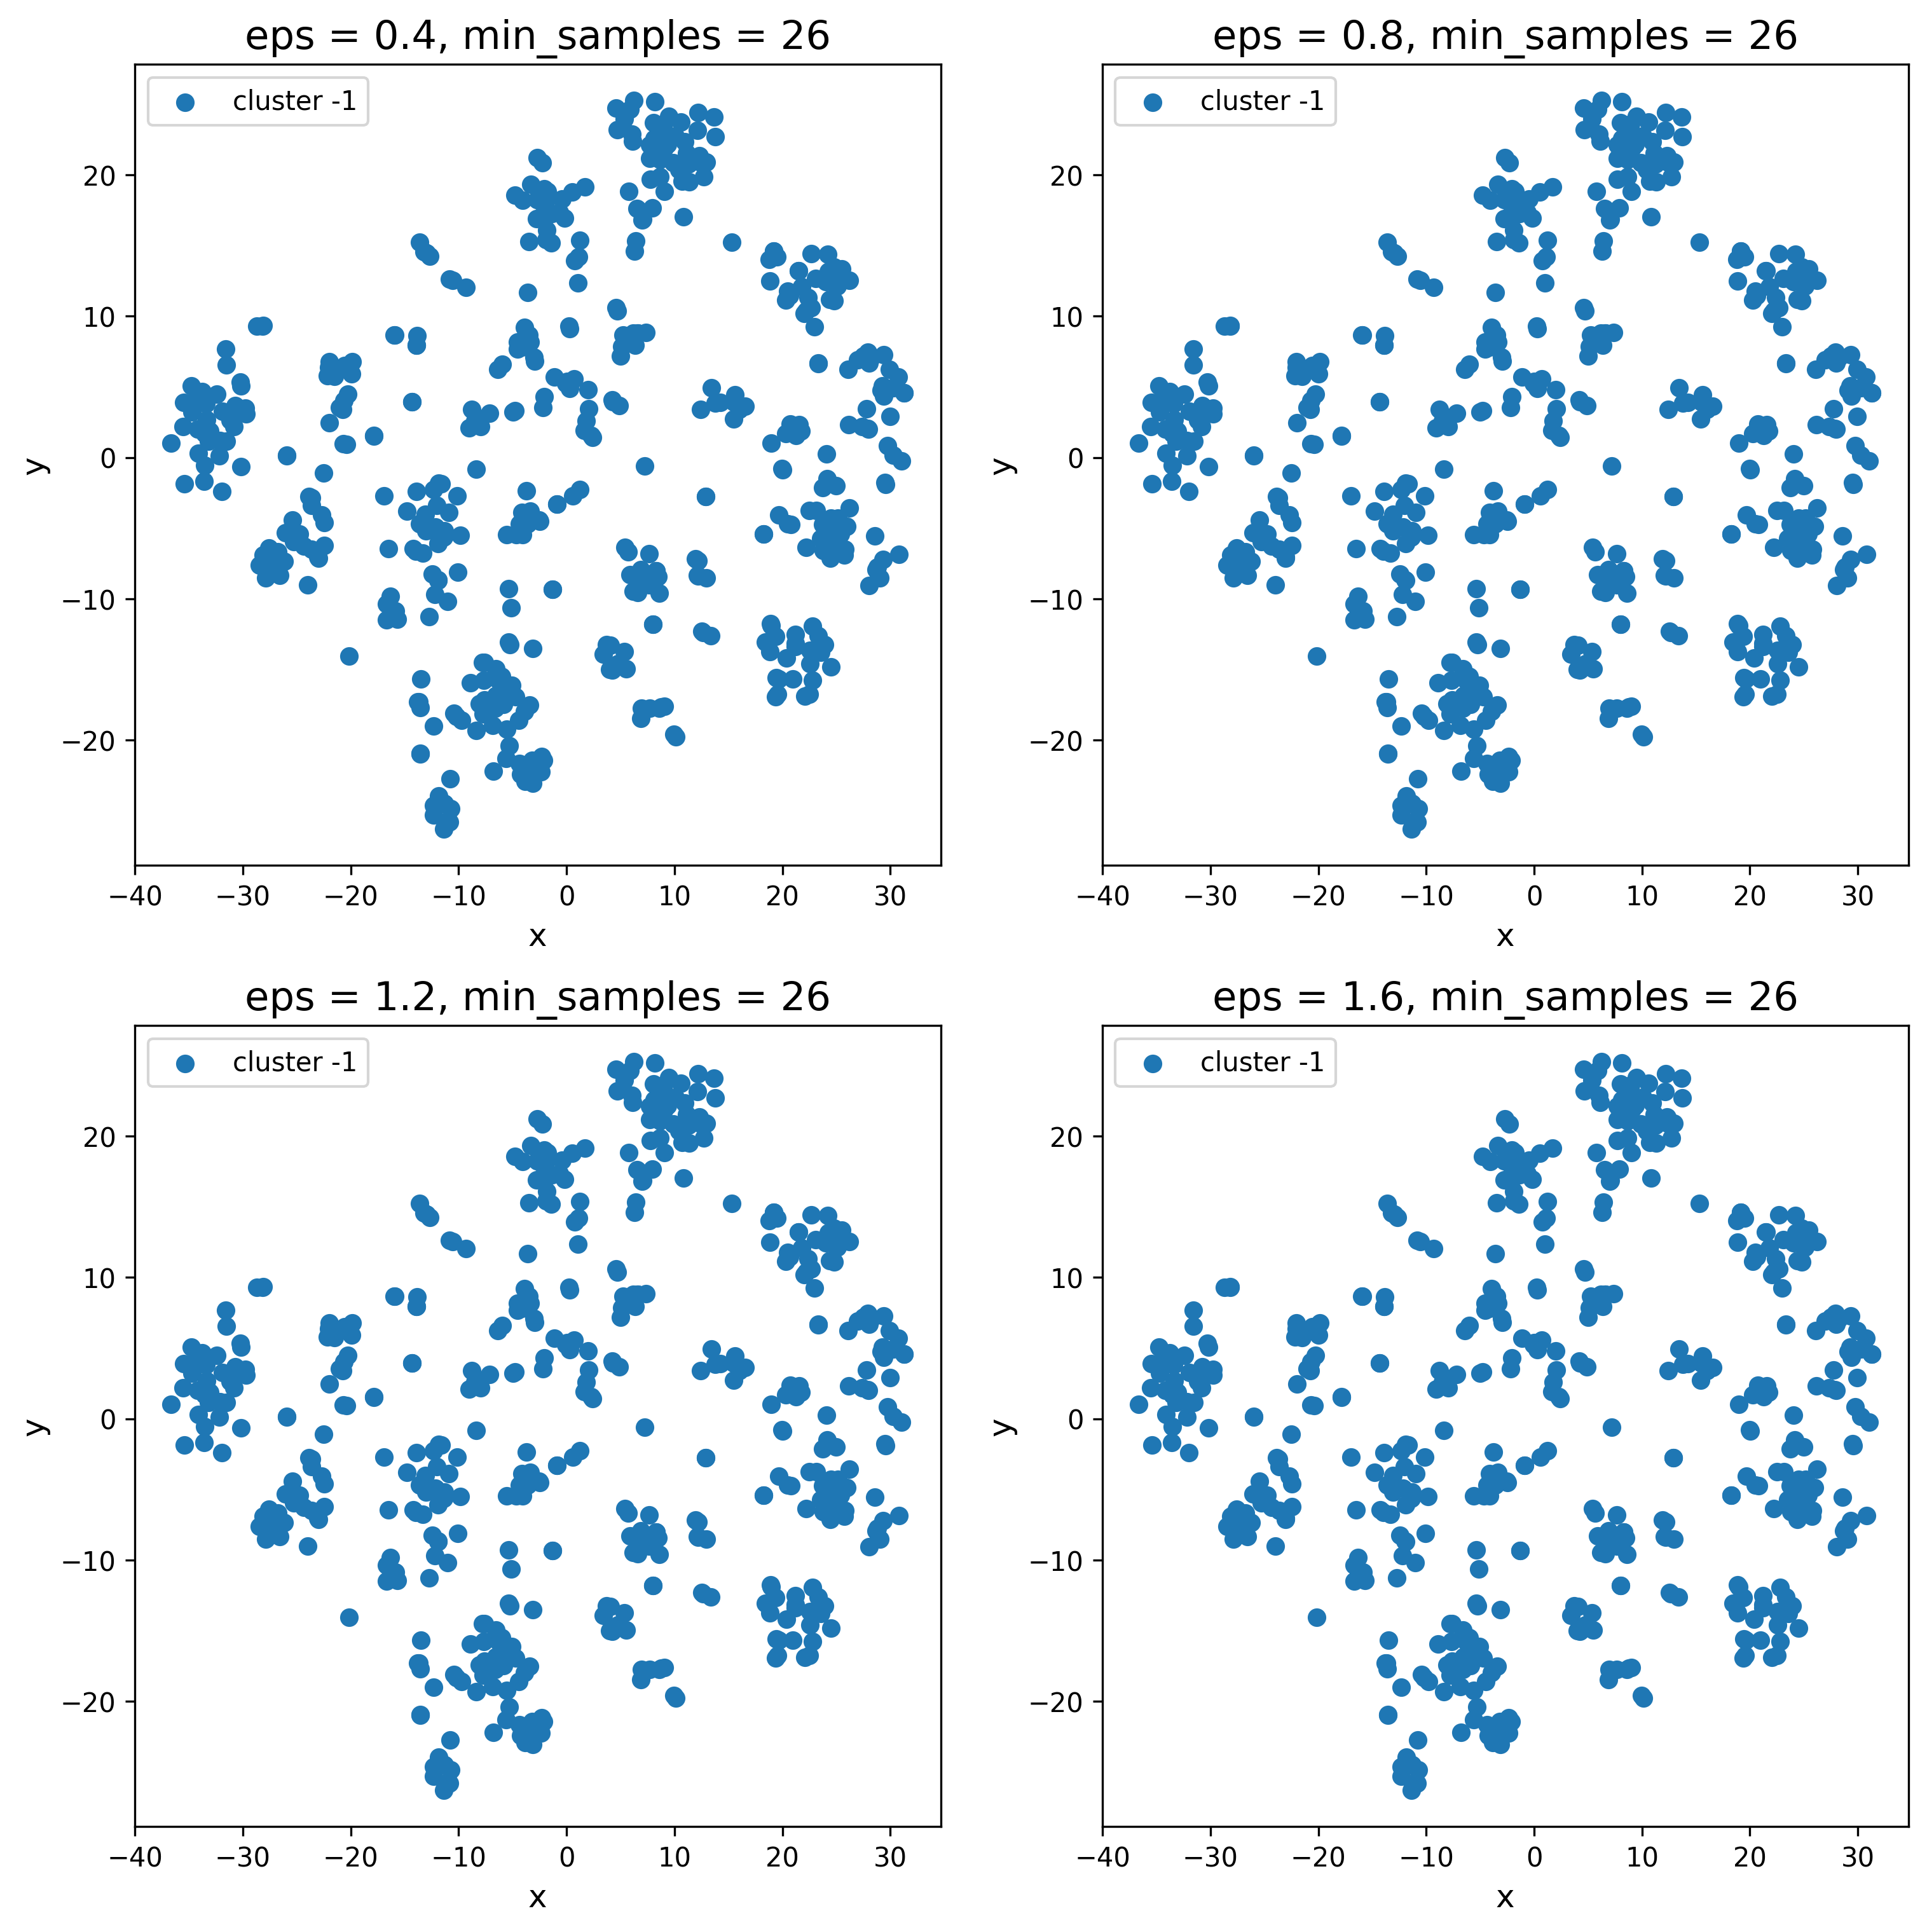 eps = 0.4, min_samples = 26
cluster -1
20
10
0
−10
−20
y
−40 −30 −20 −10 0 10 20 30
x
eps = 0.8, min_samples = 26
cluster -1
20
10
0
−10
−20
y
−40 −30 −20 −10 0 10 20 30
x
eps = 1.2, min_samples = 26
cluster -1
20
10
0
−10
−20
y
−40 −30 −20 −10 0 10 20 30
x
eps = 1.6, min_samples = 26
cluster -1
20
10
0
−10
−20
y
−40 −30 −20 −10 0 10 20 30
x